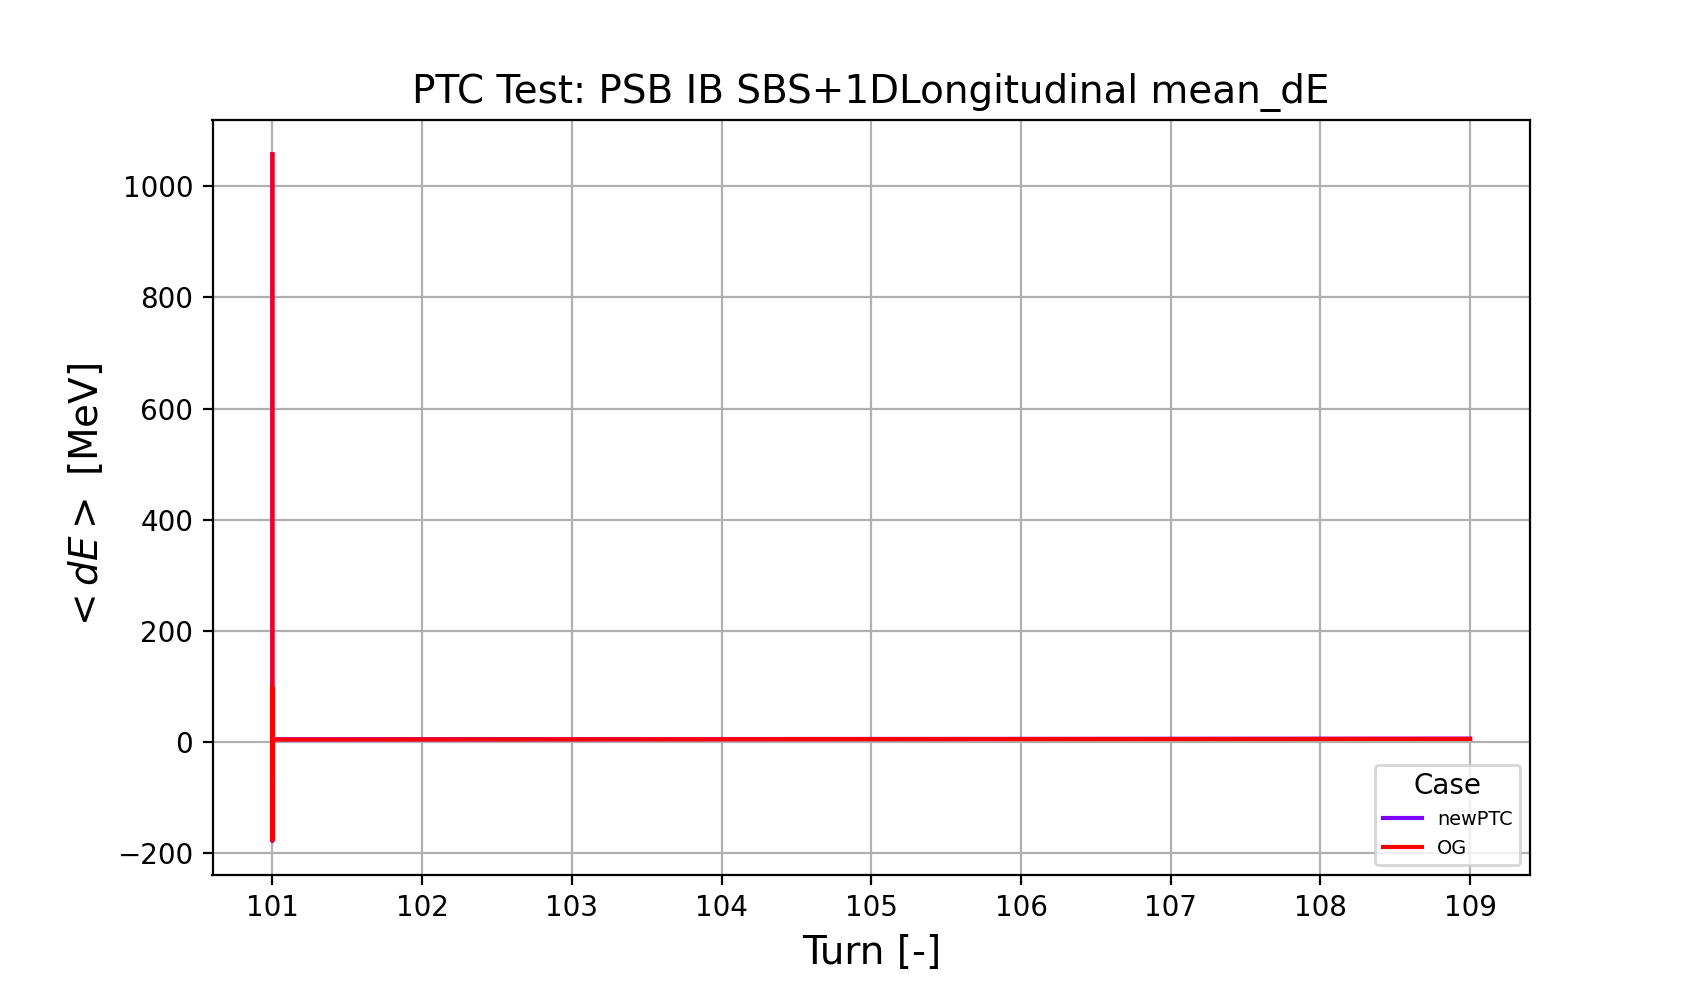 PTC Test: PSB IB SBS+1DLongitudinal mean_dE
1000
800
600
400
200
0
−200
< dE > [MeV]
101 102 103 104 105 106 107 108 109
Turn [-]
Case
newPTC
OG